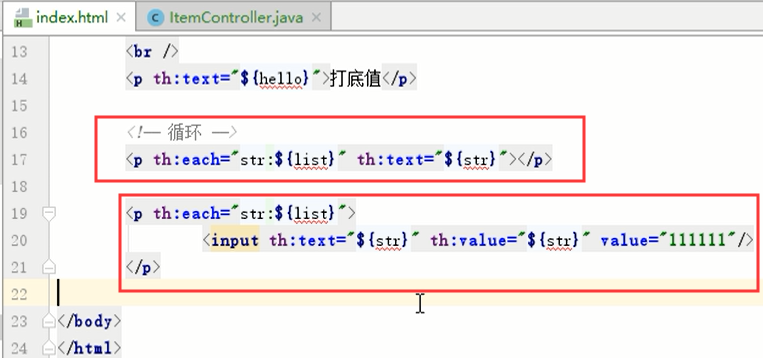 index.html ItemController.java
13 <br />
14 <p th:text="${hello}">打底值</p>
15
16 <!-- 循环 -->
17 <p th:each="str:${list}" th:text="${str}"></p>
18
19 <p th:each="str:${list}">
20 <input th:text="${str}" th:value="${str}" value="111111"/>
21 </p>
22
23 </body>
24 </html>